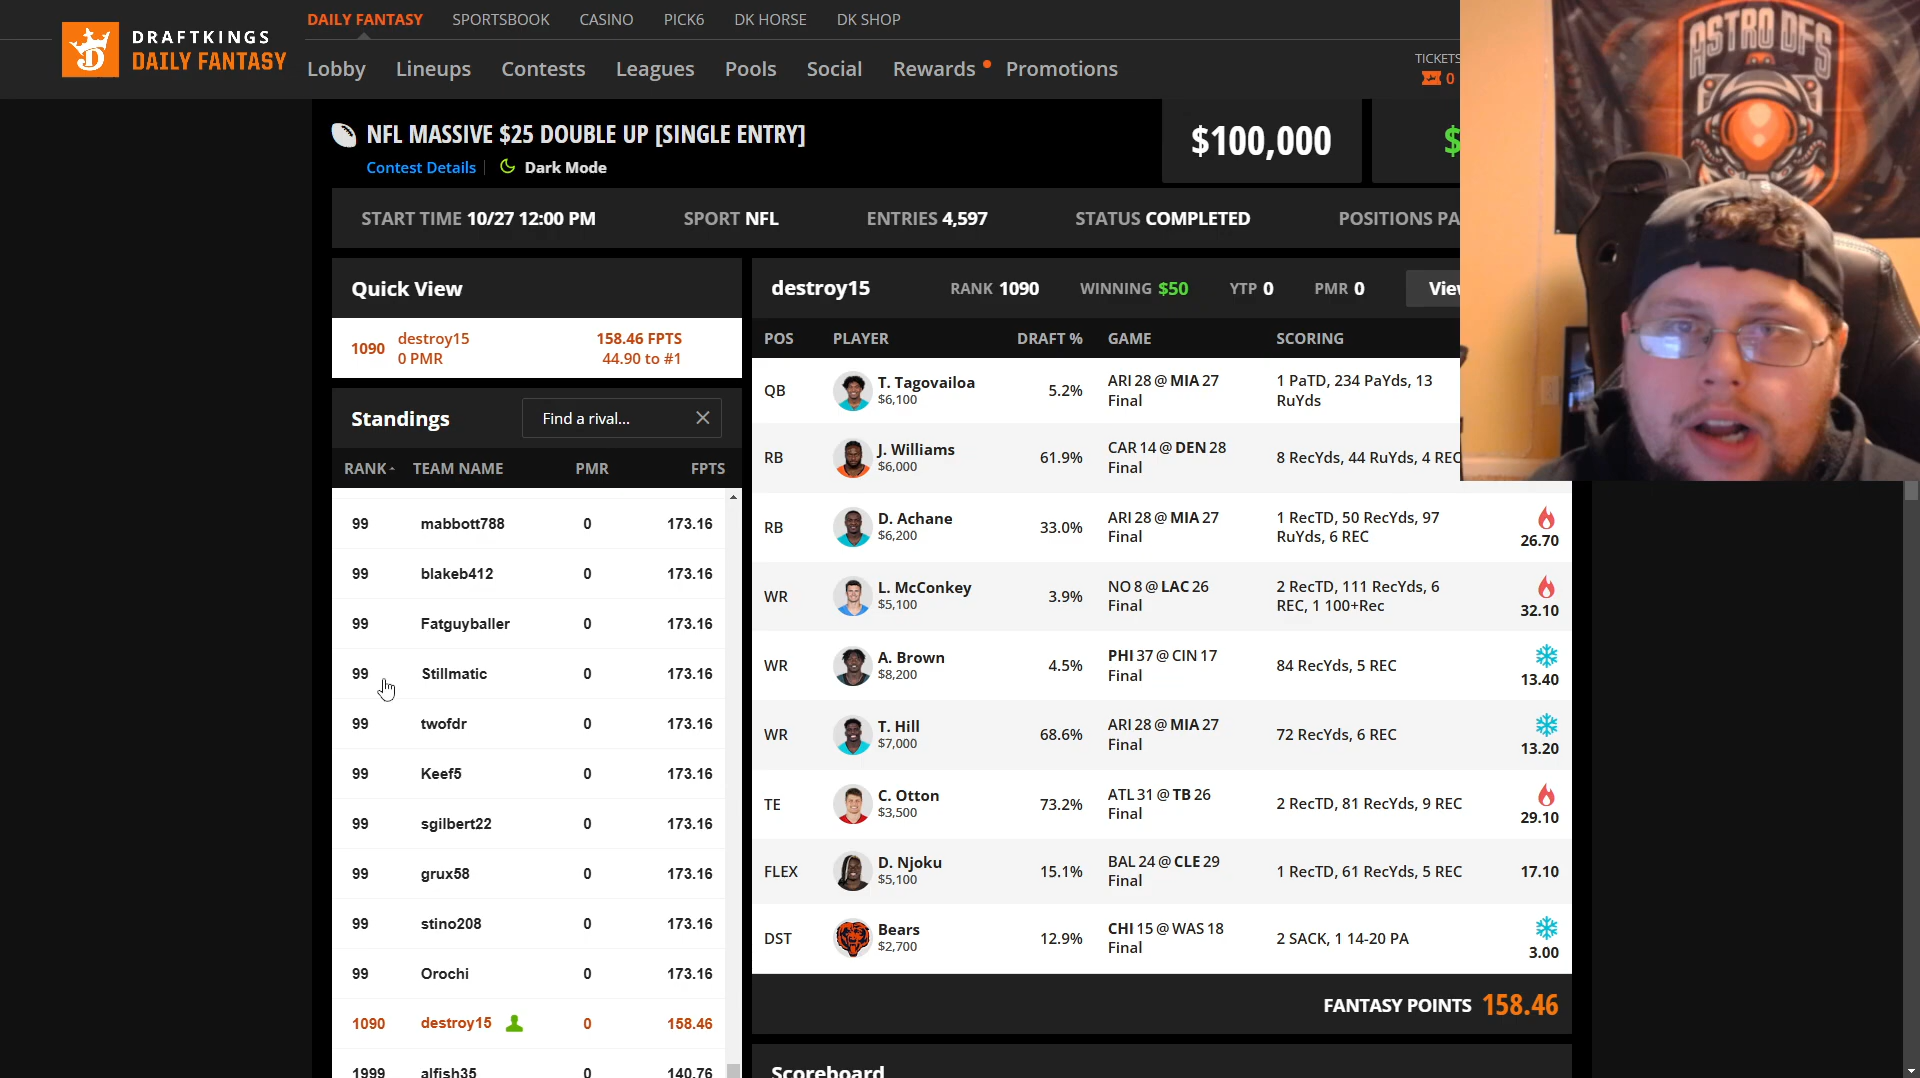 DAILY FANTASY SPORTSBOOK CASINO PICK6 DK HORSE DK SHOP
DRAFTKINGS
DAILY FANTASY
Lobby Lineups Contests Leagues Pools Social Rewards Promotions
TICKETS
0
ASTRO DFS
NFL MASSIVE $25 DOUBLE UP [SINGLE ENTRY]
Contest Details Dark Mode
$100,000
$
START TIME 10/27 12:00 PM SPORT NFL ENTRIES 4,597 STATUS COMPLETED POSITIONS PA
Quick View
1090 destroy15 158.46 FPTS
0 PMR 44.90 to #1
Standings Find a rival...
RANK TEAM NAME PMR FPTS
99 mabbott788 0 173.16
99 blakeb412 0 173.16
99 Fatguyballer 0 173.16
99 Stillmatic 0 173.16
99 twofdr 0 173.16
99 Keef5 0 173.16
99 sgilbert22 0 173.16
99 grux58 0 173.16
99 stino208 0 173.16
99 Orochi 0 173.16
1090 destroy15 0 158.46
1999 alfish35 0 140.76
destroy15 RANK 1090 WINNING $50 YTP 0 PMR 0 View
POS PLAYER DRAFT % GAME SCORING
QB T. Tagovailoa 5.2% ARI 28 @ MIA 27 1 PaTD, 234 PaYds, 13
$6,100 Final RuYds
RB J. Williams 61.9% CAR 14 @ DEN 28 8 RecYds, 44 RuYds, 4 REC
$6,000 Final
RB D. Achane 33.0% ARI 28 @ MIA 27 1 RecTD, 50 RecYds, 97
$6,200 Final RuYds, 6 REC 26.70
WR L. McConkey 3.9% NO 8 @ LAC 26 2 RecTD, 111 RecYds, 6
$5,100 Final REC, 1 100+Rec 32.10
WR A. Brown 4.5% PHI 37 @ CIN 17 84 RecYds, 5 REC
$8,200 Final 13.40
WR T. Hill 68.6% ARI 28 @ MIA 27 72 RecYds, 6 REC
$7,000 Final 13.20
TE C. Otton 73.2% ATL 31 @ TB 26 2 RecTD, 81 RecYds, 9 REC
$3,500 Final 29.10
FLEX D. Njoku 15.1% BAL 24 @ CLE 29 1 RecTD, 61 RecYds, 5 REC 17.10
$5,100 Final
DST Bears 12.9% CHI 15 @ WAS 18 2 SACK, 1 14-20 PA
$2,700 Final 3.00
FANTASY POINTS 158.46
Scoreboard